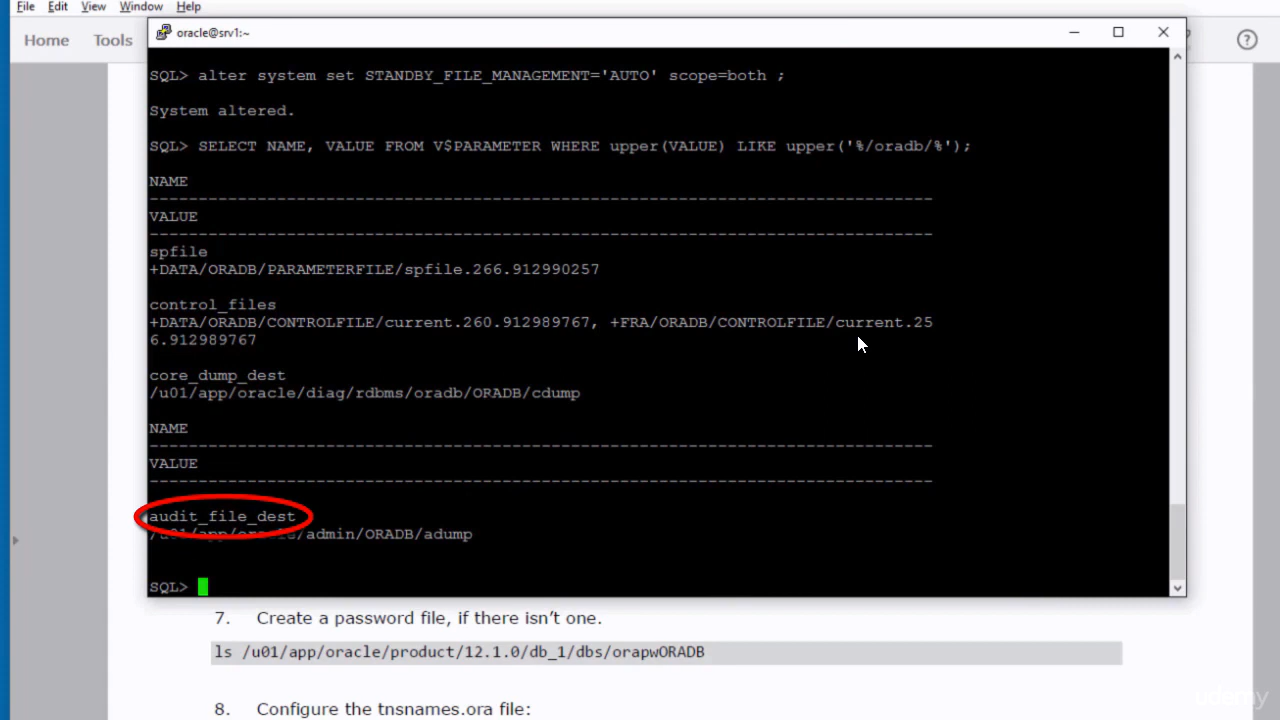 File Edit View Window Help
oracle@srv1:~
Home Tools
SQL> alter system set STANDBY_FILE_MANAGEMENT='AUTO' scope=both ;
System altered.
SQL> SELECT NAME, VALUE FROM V$PARAMETER WHERE upper(VALUE) LIKE upper('%/oradb/%');
NAME
--------------------------------------------------------------------------------
VALUE
--------------------------------------------------------------------------------
spfile
+DATA/ORADB/PARAMETERFILE/spfile.266.912990257
control_files
+DATA/ORADB/CONTROLFILE/current.260.912989767, +FRA/ORADB/CONTROLFILE/current.25
6.912989767
core_dump_dest
/u01/app/oracle/diag/rdbms/oradb/ORADB/cdump
NAME
--------------------------------------------------------------------------------
VALUE
--------------------------------------------------------------------------------
audit_file_dest
/u01/app/oracle/admin/ORADB/adump
SQL>
7. Create a password file, if there isn’t one.
ls /u01/app/oracle/product/12.1.0/db_1/dbs/orapwORADB
8. Configure the tnsnames.ora file:
udemy